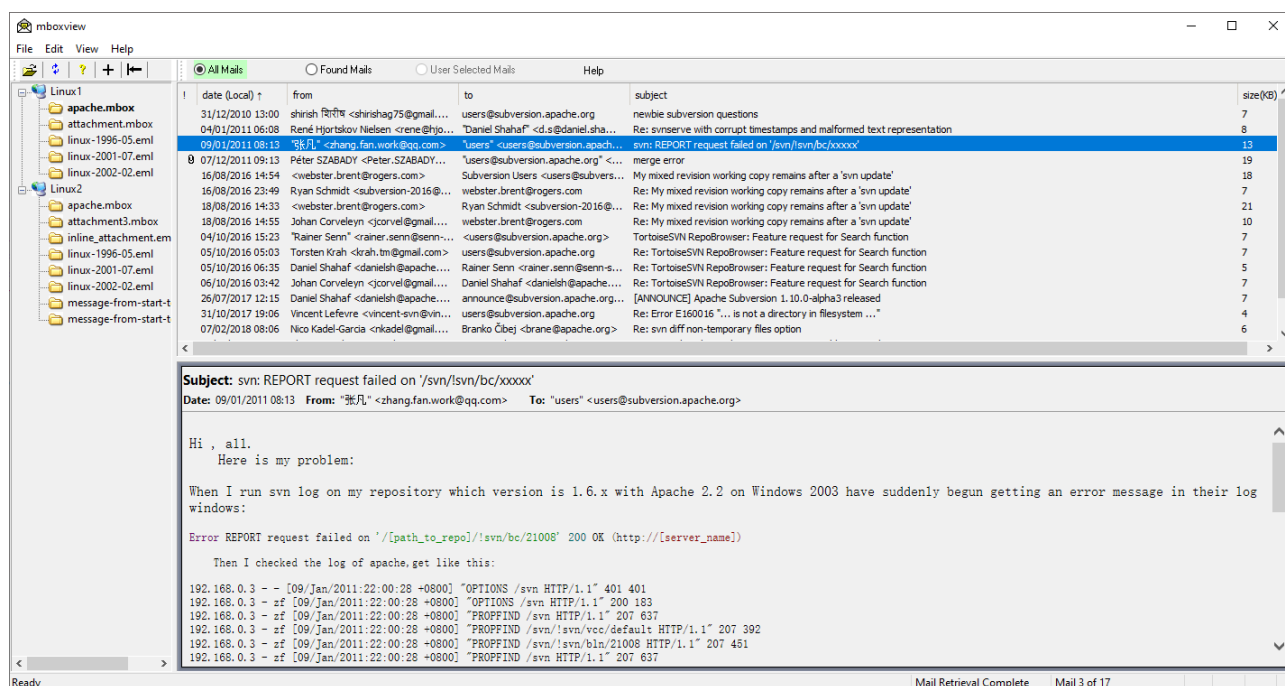 mboxview
File Edit View Help
All Mails Found Mails User Selected Mails Help
Linux1
apache.mbox
attachment.mbox
linux-1996-05.eml
linux-2001-07.eml
linux-2002-02.eml
Linux2
apache.mbox
attachment3.mbox
inline_attachment.em
linux-1996-05.eml
linux-2001-07.eml
linux-2002-02.eml
message-from-start-t
message-from-start-t
! date (Local) ↑ from to subject size(KB)
31/12/2010 13:00 shirish शिरीष <shirishag75@gmail.... users@subversion.apache.org newbie subversion questions 7
04/01/2011 06:08 René Hjortskov Nielsen <rene@hjo... "Daniel Shahaf" <d.s@daniel.sha... Re: svnserve with corrupt timestamps and malformed text representation 8
09/01/2011 08:13 "张凡" <zhang.fan.work@qq.com> "users" <users@subversion.apach... svn: REPORT request failed on '/svn/!svn/bc/xxxxx' 13
07/12/2011 09:13 Péter SZABADY <Peter.SZABADY... "users@subversion.apache.org" <... merge error 19
16/08/2016 14:54 <webster.brent@rogers.com> Subversion Users <users@subvers... My mixed revision working copy remains after a 'svn update' 18
16/08/2016 23:49 Ryan Schmidt <subversion-2016@... webster.brent@rogers.com Re: My mixed revision working copy remains after a 'svn update' 7
18/08/2016 14:33 <webster.brent@rogers.com> Ryan Schmidt <subversion-2016@... Re: My mixed revision working copy remains after a 'svn update' 21
18/08/2016 14:55 Johan Corveleyn <jcorvel@gmail.... webster.brent@rogers.com Re: My mixed revision working copy remains after a 'svn update' 10
04/10/2016 15:23 "Rainer Senn" <rainer.senn@senn-... <users@subversion.apache.org> TortoiseSVN RepoBrowser: Feature request for Search function 7
05/10/2016 05:03 Torsten Krah <krah.tm@gmail.com> users@subversion.apache.org Re: TortoiseSVN RepoBrowser: Feature request for Search function 7
05/10/2016 06:35 Daniel Shahaf <danielsh@apache.... Rainer Senn <rainer.senn@senn-s... Re: TortoiseSVN RepoBrowser: Feature request for Search function 5
06/10/2016 03:42 Johan Corveleyn <jcorvel@gmail.... Daniel Shahaf <danielsh@apache.... Re: TortoiseSVN RepoBrowser: Feature request for Search function 7
26/07/2017 12:15 Daniel Shahaf <danielsh@apache.... announce@subversion.apache.org... [ANNOUNCE] Apache Subversion 1.10.0-alpha3 released 7
31/10/2017 19:06 Vincent Lefevre <vincent-svn@vin... users@subversion.apache.org Re: Error E160016 "... is not a directory in filesystem ..." 4
07/02/2018 08:06 Nico Kadel-Garcia <nkadel@gmail.... Branko Čibej <brane@apache.org> Re: svn diff non-temporary files option 6
Subject: svn: REPORT request failed on '/svn/!svn/bc/xxxxx'
Date: 09/01/2011 08:13 From: "张凡" <zhang.fan.work@qq.com> To: "users" <users@subversion.apache.org>
Hi , all.
Here is my problem:
When I run svn log on my repository which version is 1.6.x with Apache 2.2 on Windows 2003 have suddenly begun getting an error message in their log
windows:
Error REPORT request failed on '/[path_to_repo]/!svn/bc/21008' 200 OK (http://[server_name])
Then I checked the log of apache,get like this:
192.168.0.3 - - [09/Jan/2011:22:00:28 +0800] "OPTIONS /svn HTTP/1.1" 401 401
192.168.0.3 - zf [09/Jan/2011:22:00:28 +0800] "OPTIONS /svn HTTP/1.1" 200 183
192.168.0.3 - zf [09/Jan/2011:22:00:28 +0800] "PROPFIND /svn HTTP/1.1" 207 637
192.168.0.3 - zf [09/Jan/2011:22:00:28 +0800] "PROPFIND /svn/!svn/vcc/default HTTP/1.1" 207 392
192.168.0.3 - zf [09/Jan/2011:22:00:28 +0800] "PROPFIND /svn/!svn/bln/21008 HTTP/1.1" 207 451
192.168.0.3 - zf [09/Jan/2011:22:00:28 +0800] "PROPFIND /svn HTTP/1.1" 207 637
Ready Mail Retrieval Complete Mail 3 of 17